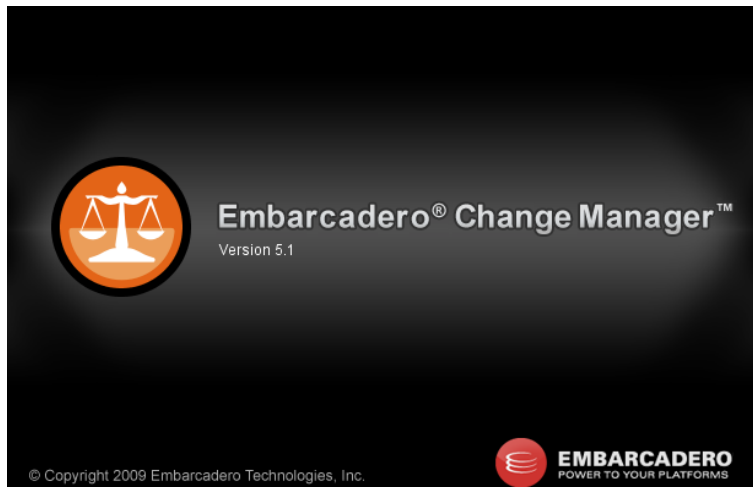 Embarcadero® Change Manager™
Version 5.1
© Copyright 2009 Embarcadero Technologies, Inc.
EMBARCADERO
POWER TO YOUR PLATFORMS